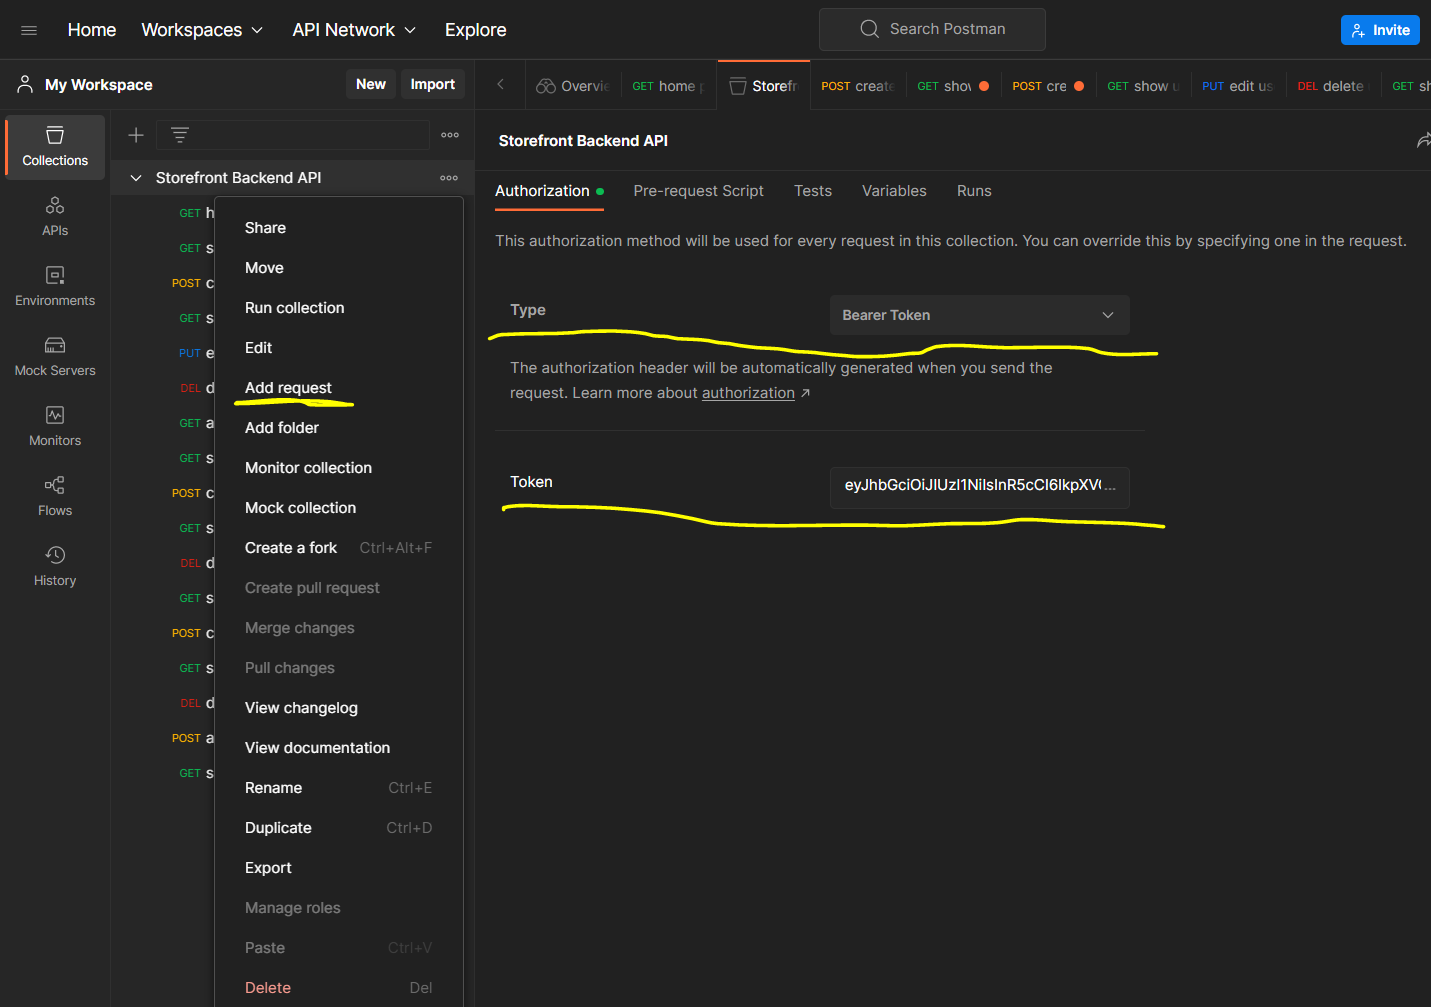 Home Workspaces API Network Explore Search Postman Invite
My Workspace New Import
Overvie
GET home p
Storefr
POST create
GET shov
POST cre
GET show u
PUT edit us
DEL delete
GET sh
Collections
APIs
Environments
Mock Servers
Monitors
Flows
History
Storefront Backend API
GET h
GET s
POST c
GET s
PUT e
DEL d
GET a
GET s
POST c
GET s
DEL d
GET s
POST c
GET s
DEL d
POST a
GET s
Share
Move
Run collection
Edit
Add request
Add folder
Monitor collection
Mock collection
Create a fork Ctrl+Alt+F
Create pull request
Merge changes
Pull changes
View changelog
View documentation
Rename Ctrl+E
Duplicate Ctrl+D
Export
Manage roles
Paste Ctrl+V
Delete Del
Storefront Backend API
Authorization Pre-request Script Tests Variables Runs
This authorization method will be used for every request in this collection. You can override this by specifying one in the request.
Type Bearer Token
The authorization header will be automatically generated when you send the
request. Learn more about authorization ↗
Token